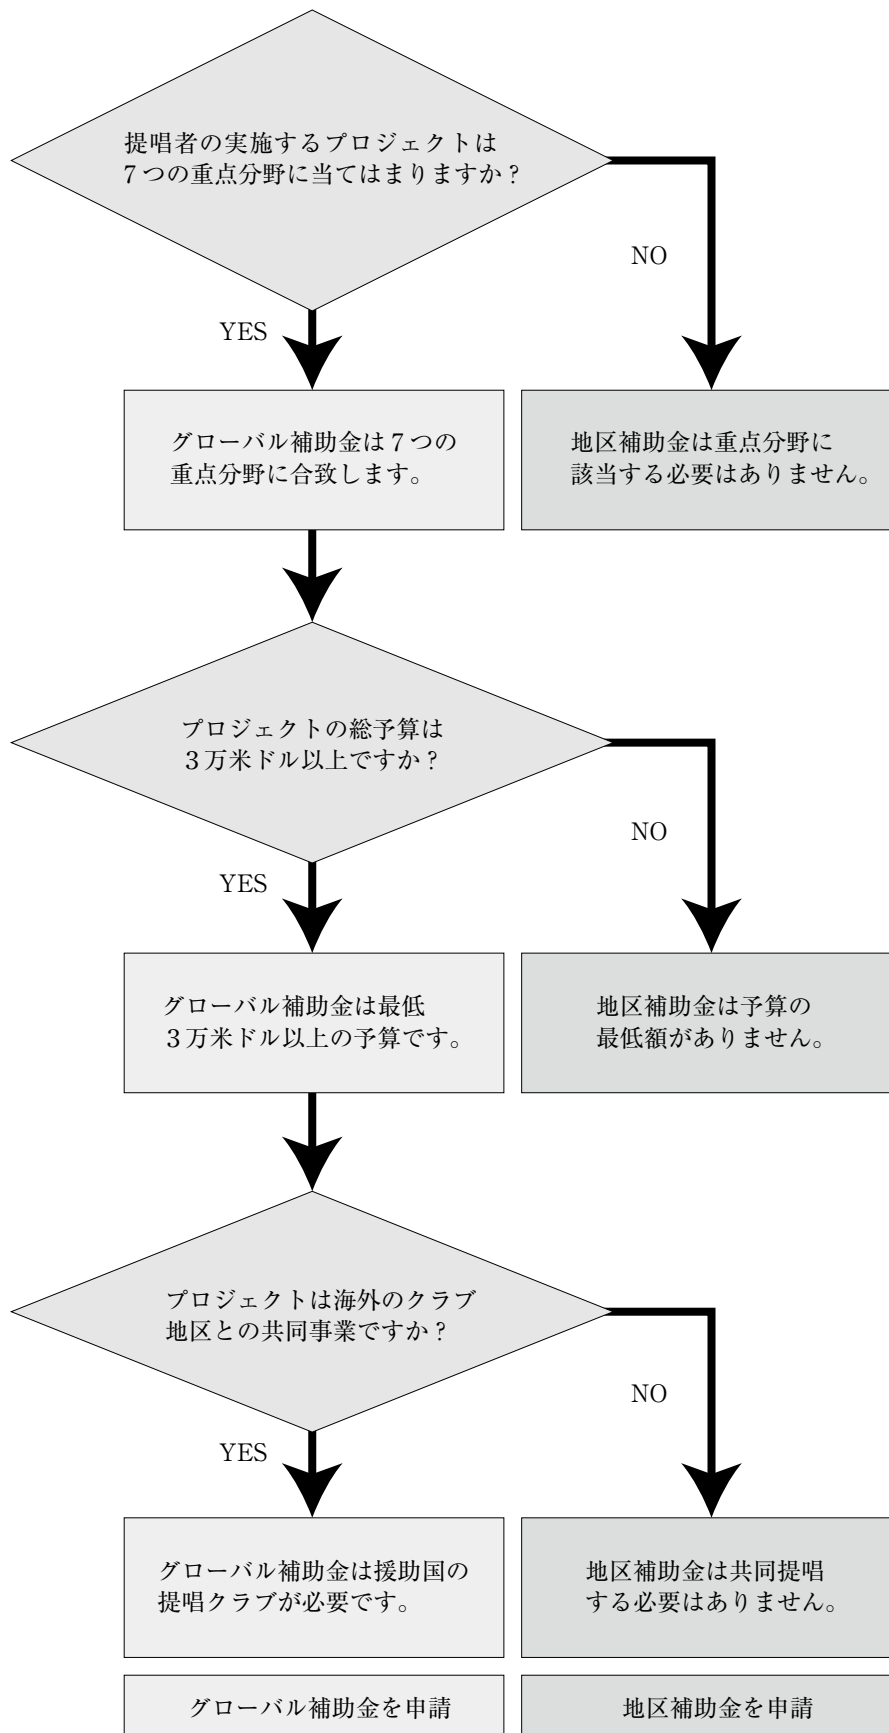 提唱者の実施するプロジェクトは
７つの重点分野に当てはまりますか？
NO
YES
グローバル補助金は７つの
重点分野に合致します。
地区補助金は重点分野に
該当する必要はありません。
プロジェクトの総予算は
３万米ドル以上ですか？
NO
YES
グローバル補助金は最低
３万米ドル以上の予算です。
地区補助金は予算の
最低額がありません。
プロジェクトは海外のクラブ
地区との共同事業ですか？
NO
YES
グローバル補助金は援助国の
提唱クラブが必要です。
地区補助金は共同提唱
する必要はありません。
グローバル補助金を申請
地区補助金を申請